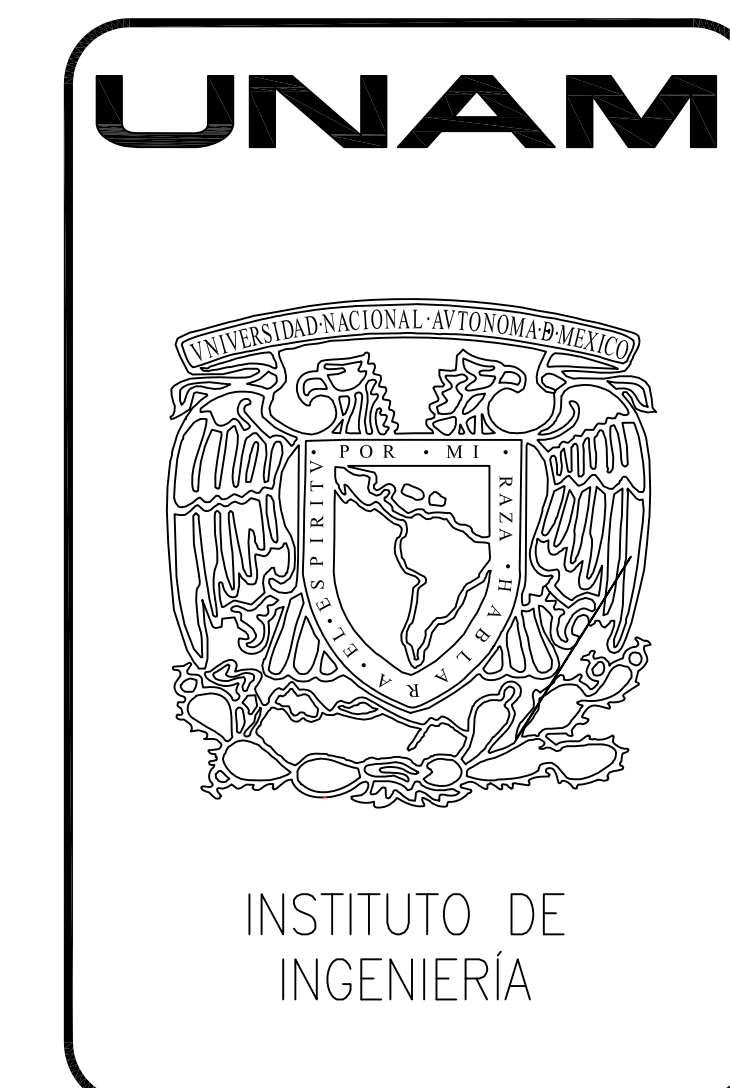 UNAM
VNIVERSIDAD·NACIONAL·AVTONOMA·D·MEXICO
· POR · MI ·
RAZA · HABLARA · EL · ESPIRITV
INSTITUTO DE
INGENIERÍA